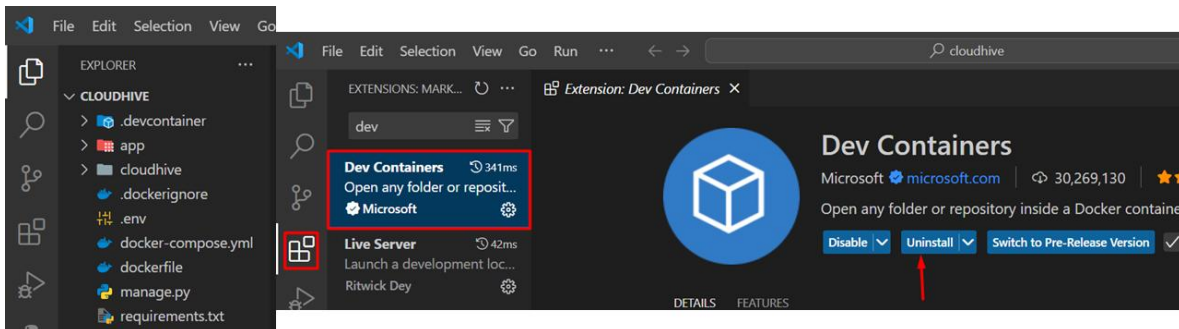 File Edit Selection View Go
EXPLORER ...
CLOUDHIVE
.devcontainer
app
cloudhive
.dockerignore
.env
docker-compose.yml
dockerfile
manage.py
requirements.txt
File Edit Selection View Go Run ...
cloudhive
EXTENSIONS: MARK... ...
dev
Dev Containers 341ms
Open any folder or reposit...
Microsoft
Live Server 42ms
Launch a development loc...
Ritwick Dey
Extension: Dev Containers
Dev Containers
Microsoft microsoft.com 30,269,130
Open any folder or repository inside a Docker containe
Disable Uninstall Switch to Pre-Release Version
DETAILS FEATURES